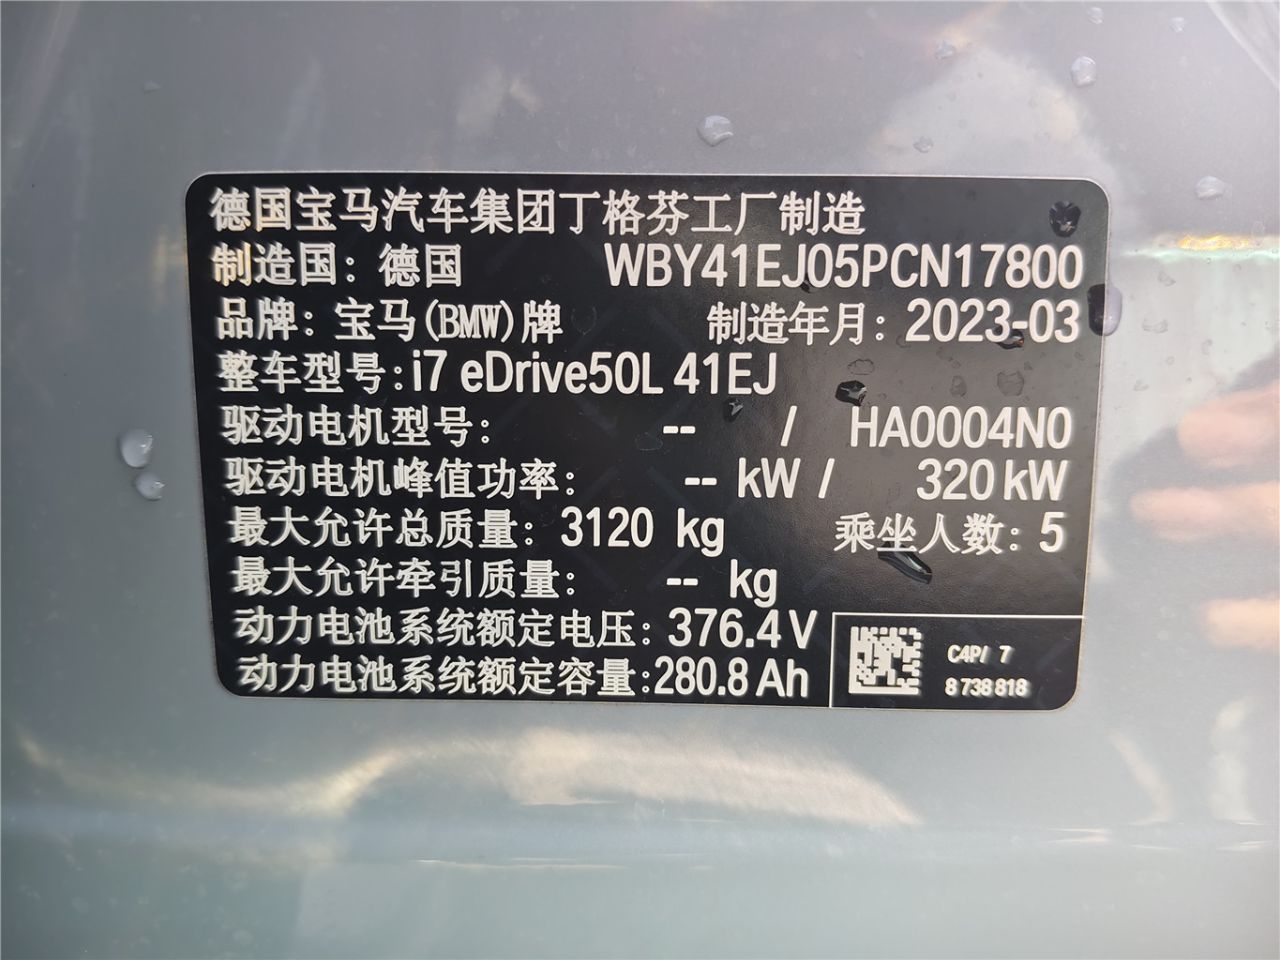 德国宝马汽车集团丁格芬工厂制造
制造国：德国 WBY41EJ05PCN17800
品牌：宝马(BMW)牌 制造年月：2023-03
整车型号：i7 eDrive50L 41EJ
驱动电机型号： -- / HA0004N0
驱动电机峰值功率： -- kW / 320 kW
最大允许总质量：3120 kg 乘坐人数：5
最大允许牵引质量： -- kg
动力电池系统额定电压：376.4 V
动力电池系统额定容量:280.8 Ah
C4P/ 7
8 738 818